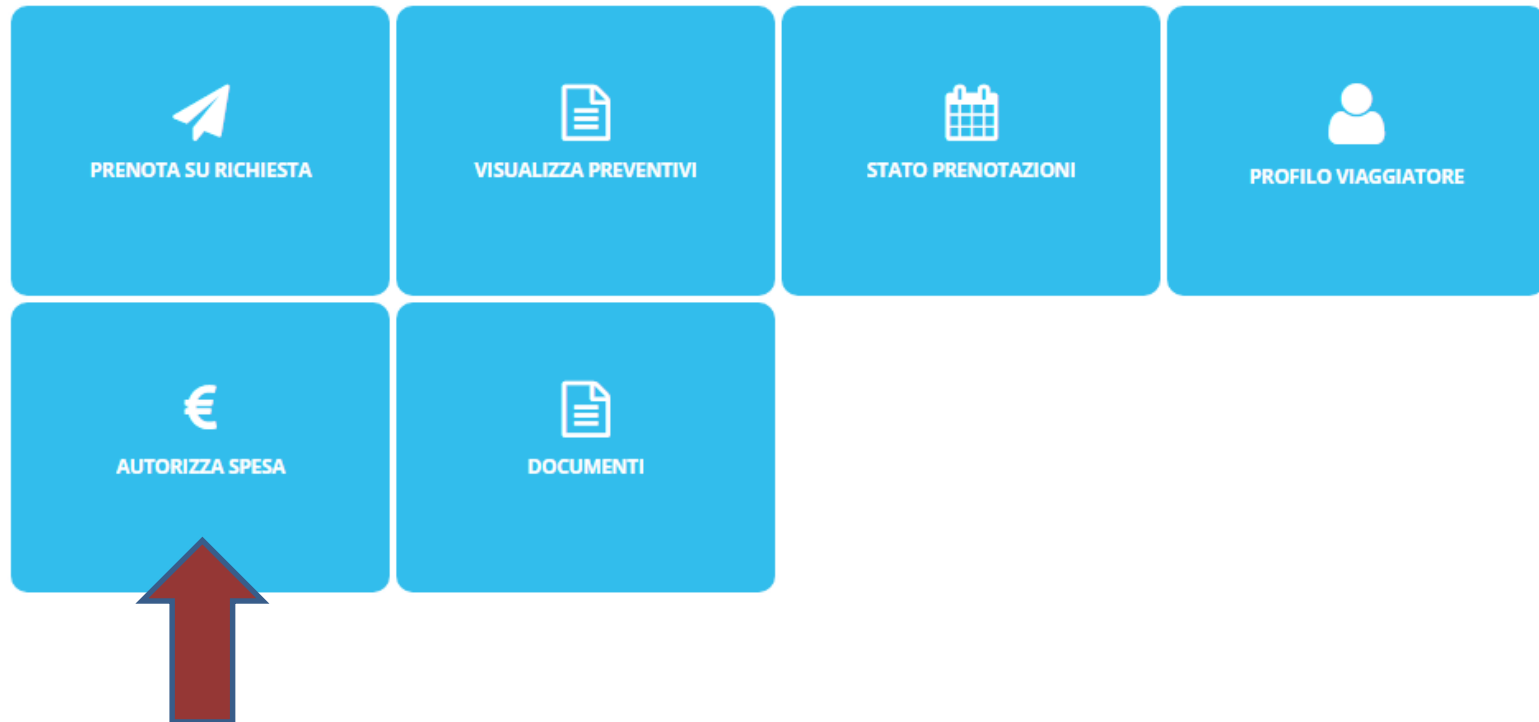 PRENOTA SU RICHIESTA
VISUALIZZA PREVENTIVI
STATO PRENOTAZIONI
PROFILO VIAGGIATORE
€
AUTORIZZA SPESA
DOCUMENTI